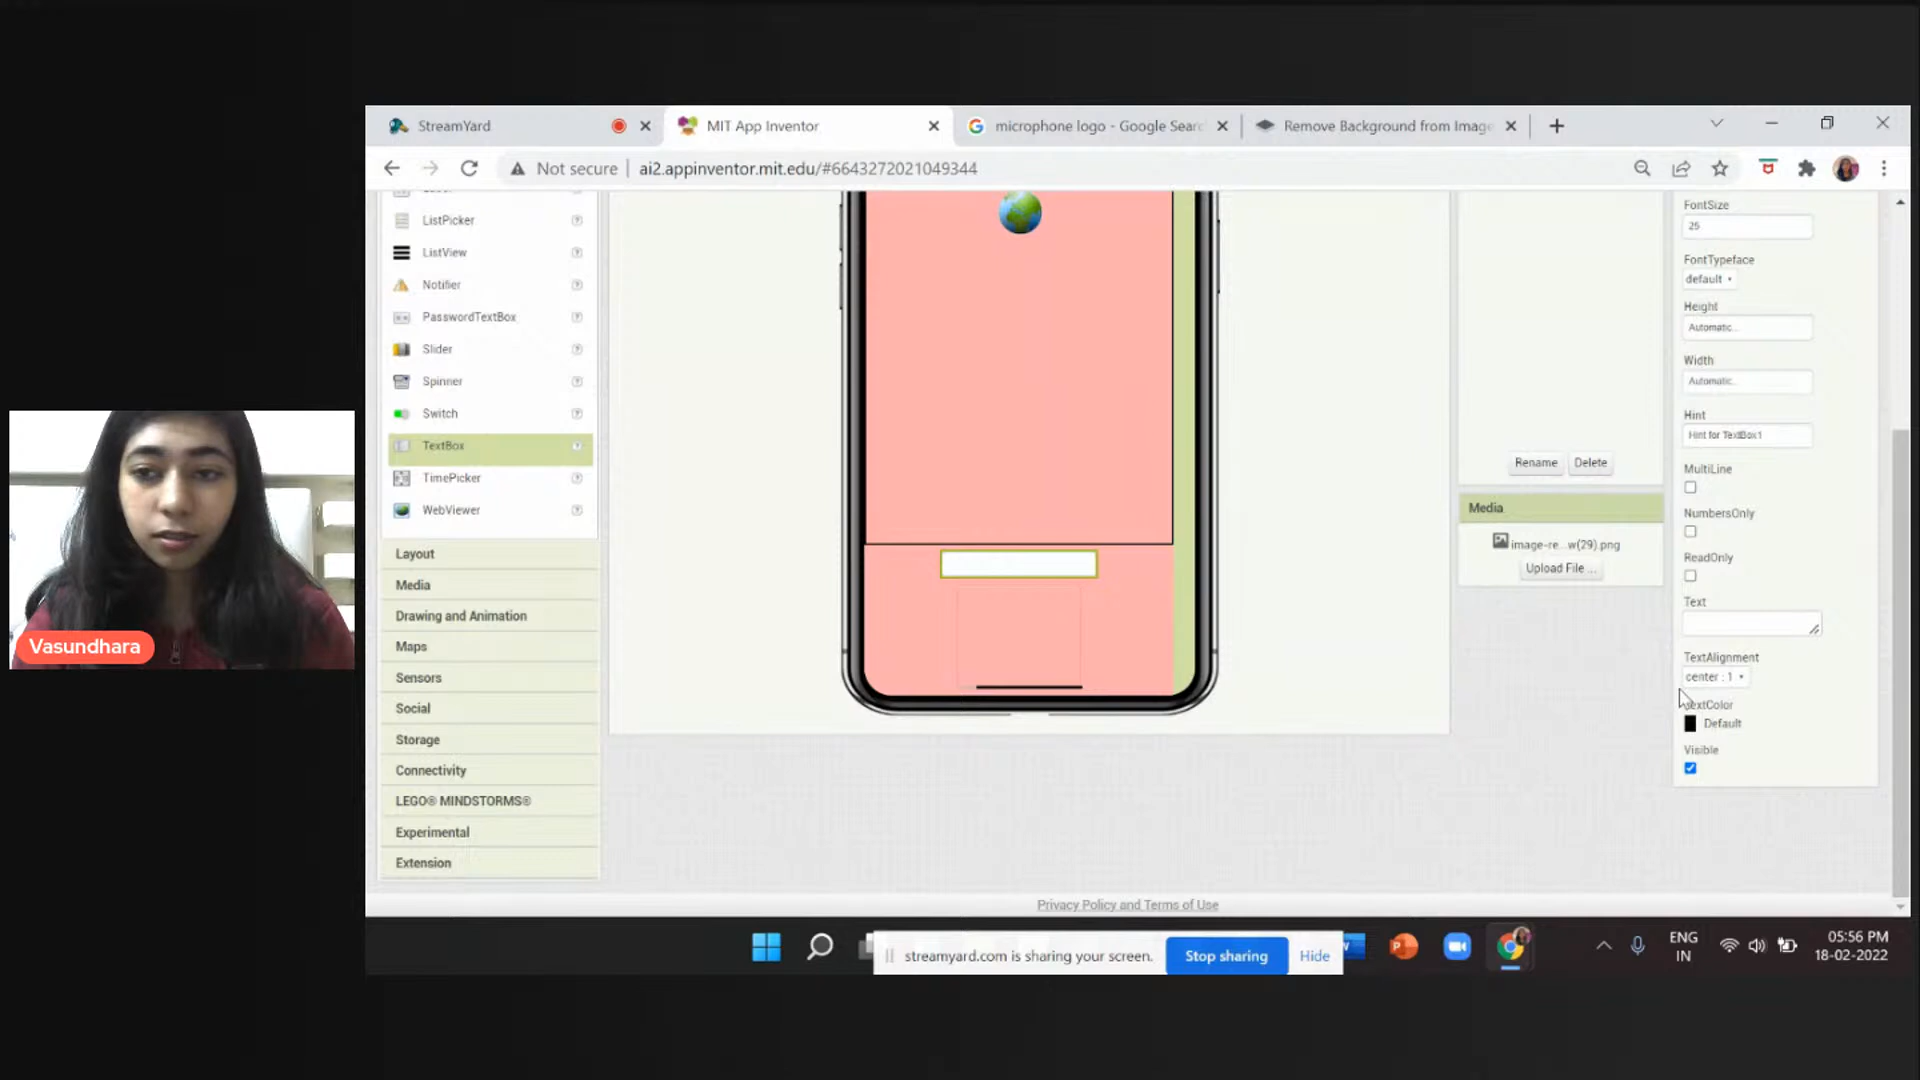 StreamYard
MIT App Inventor
microphone logo - Google Searc
Remove Background from Image
Not secure
ai2.appinventor.mit.edu/#6643272021049344
ListPicker
ListView
Notifier
PasswordTextBox
Slider
Spinner
Switch
TextBox
TimePicker
WebViewer
Layout
Media
Drawing and Animation
Maps
Sensors
Social
Storage
Connectivity
LEGO® MINDSTORMS®
Experimental
Extension
Rename
Delete
Media
image-re...w(29).png
Upload File ...
FontSize
25
FontTypeface
default
Height
Automatic...
Width
Automatic...
Hint
Hint for TextBox1
MultiLine
NumbersOnly
ReadOnly
Text
TextAlignment
center : 1
TextColor
Default
Visible
Privacy Policy and Terms of Use
Vasundhara
streamyard.com is sharing your screen.
Stop sharing
Hide
ENG
IN
05:56 PM
18-02-2022